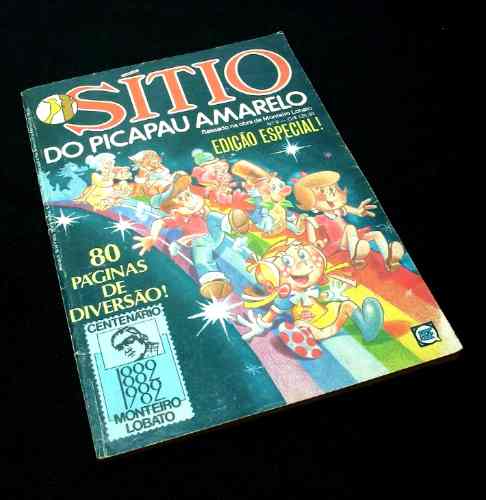 SÍTIO
DO PICAPAU AMARELO
Baseado na obra de Monteiro Lobato
EDIÇÃO ESPECIAL!
80
PÁGINAS
DE
DIVERSÃO!
CENTENÁRIO
1882
1982
MONTEIRO
LOBATO